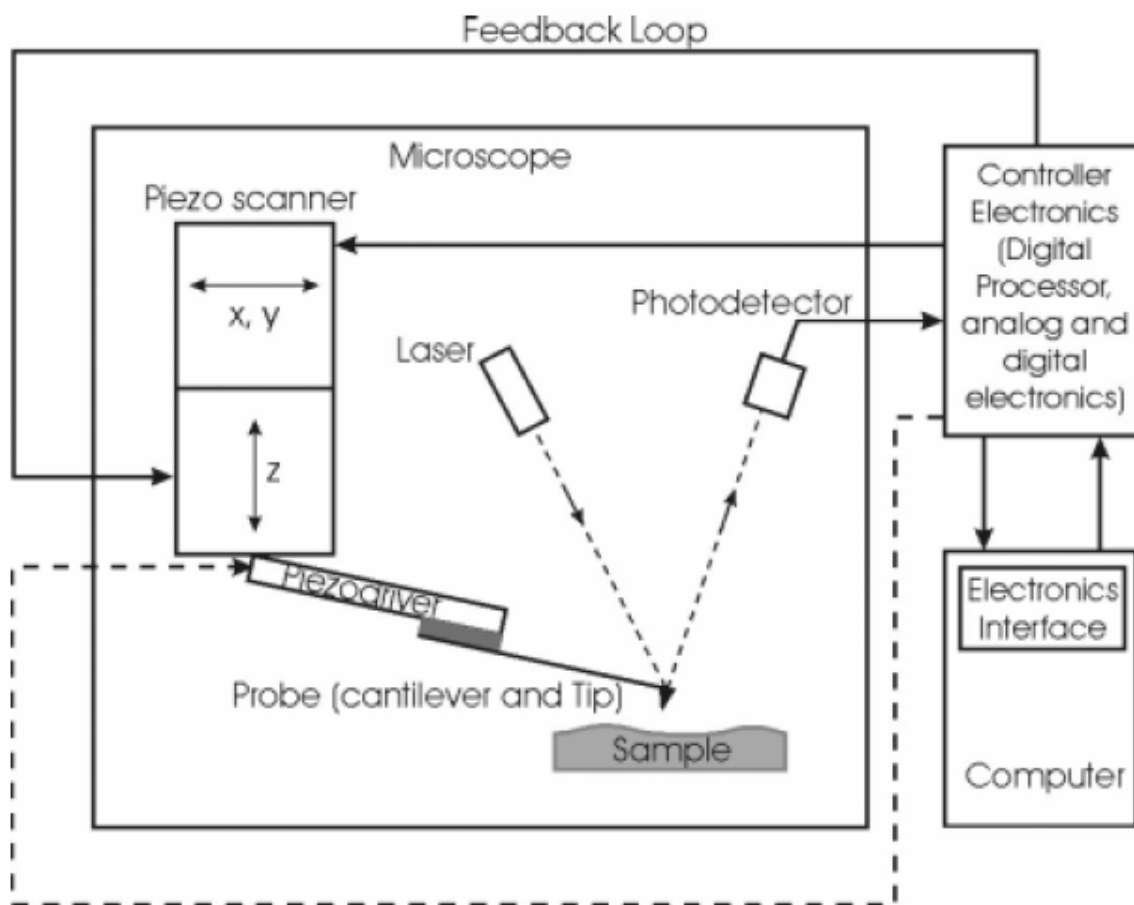 Feedback Loop
Microscope
Piezo scanner
x, y
z
Laser
Photodetector
Piezodriver
Probe (cantilever and Tip)
Sample
Controller
Electronics
(Digital
Processor,
analog and
digital
electronics)
Electronics
Interface
Computer